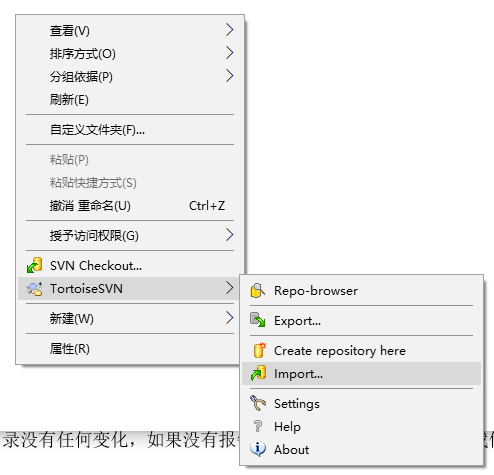 查看(V)
排序方式(O)
分组依据(P)
刷新(E)
自定义文件夹(F)...
粘贴(P)
粘贴快捷方式(S)
撤消 重命名(U) Ctrl+Z
授予访问权限(G)
SVN Checkout...
TortoiseSVN
新建(W)
属性(R)
Repo-browser
Export...
Create repository here
Import...
Settings
Help
About
录没有任何变化，如果没有报